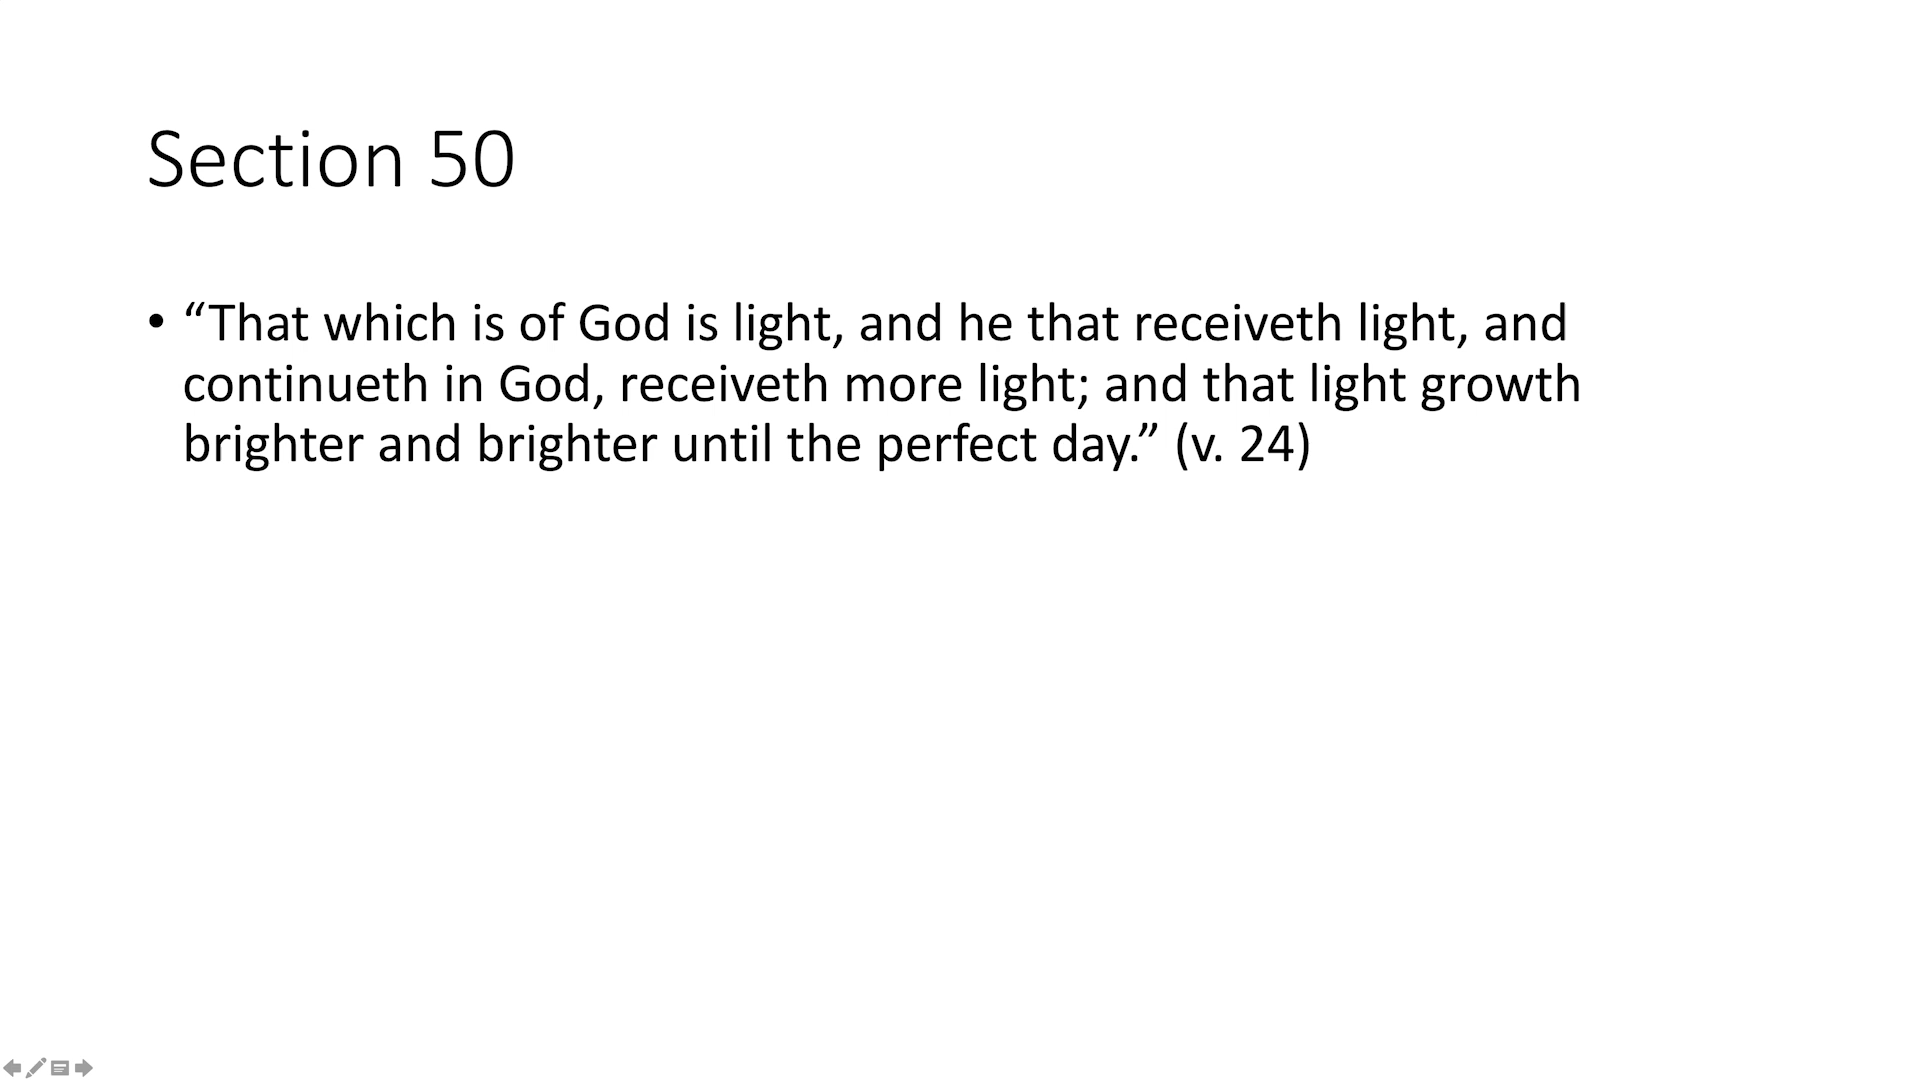 Section 50
• “That which is of God is light, and he that receiveth light, and
continueth in God, receiveth more light; and that light growth
brighter and brighter until the perfect day.” (v. 24)